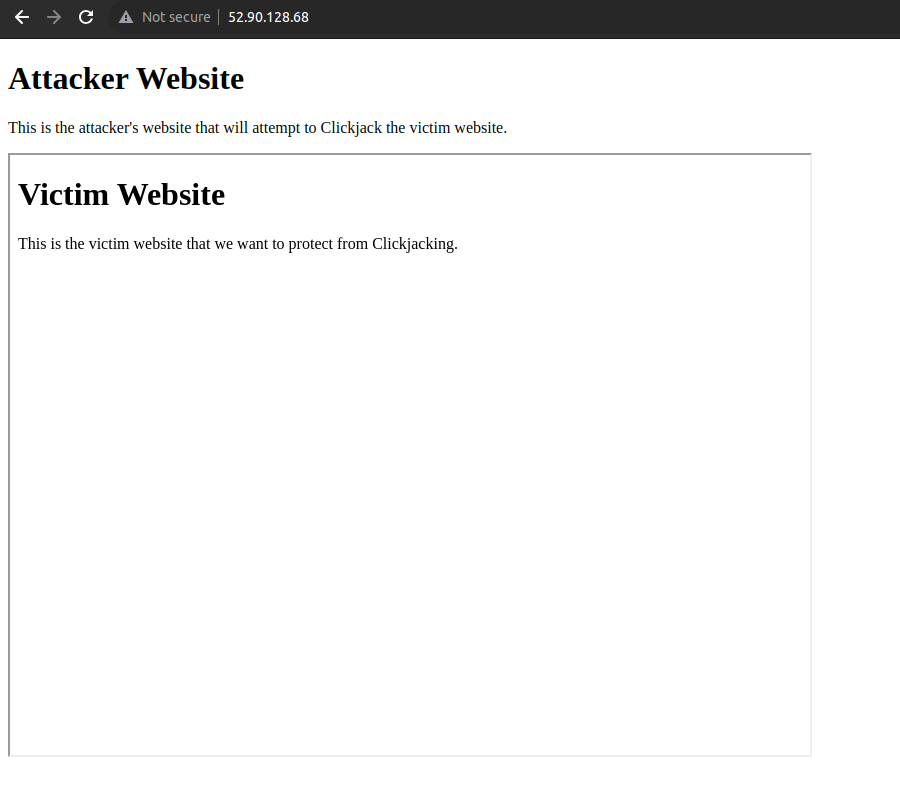 Not secure 52.90.128.68
Attacker Website
This is the attacker's website that will attempt to Clickjack the victim website.
Victim Website
This is the victim website that we want to protect from Clickjacking.